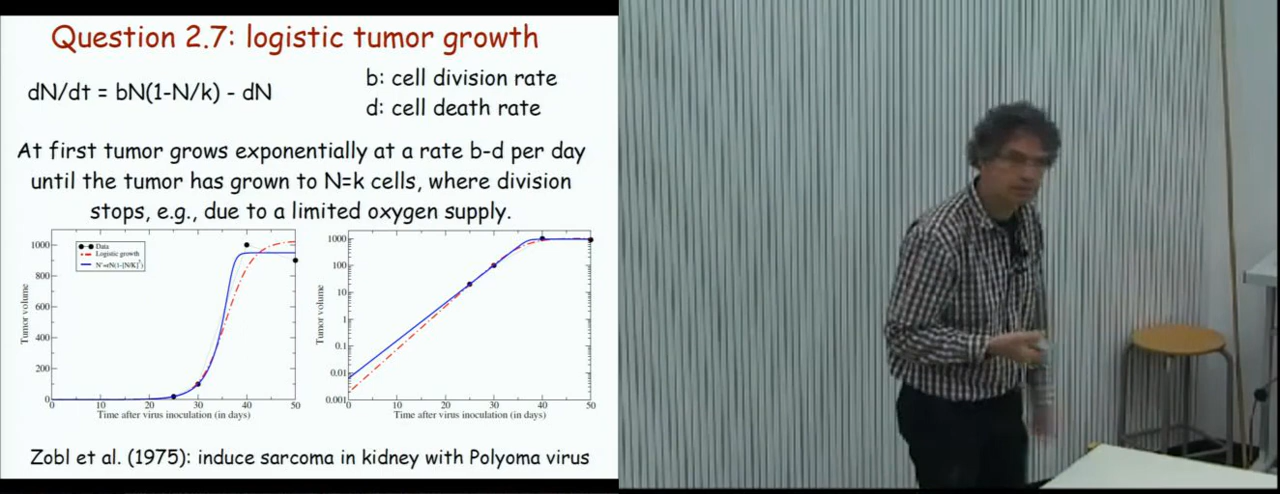 Question 2.7: logistic tumor growth
dN/dt = bN(1-N/k) - dN
b: cell division rate
d: cell death rate
At first tumor grows exponentially at a rate b-d per day
until the tumor has grown to N=k cells, where division
stops, e.g., due to a limited oxygen supply.
1000
800
600
400
200
0
Tumor volume
Data
Logistic growth
0 10 20 30 40 50
Time after virus inoculation (in days)
1000
100
10
1
0.1
0.01
0.001
Tumor volume
0 10 20 30 40 50
Time after virus inoculation (in days)
Zobl et al. (1975): induce sarcoma in kidney with Polyoma virus